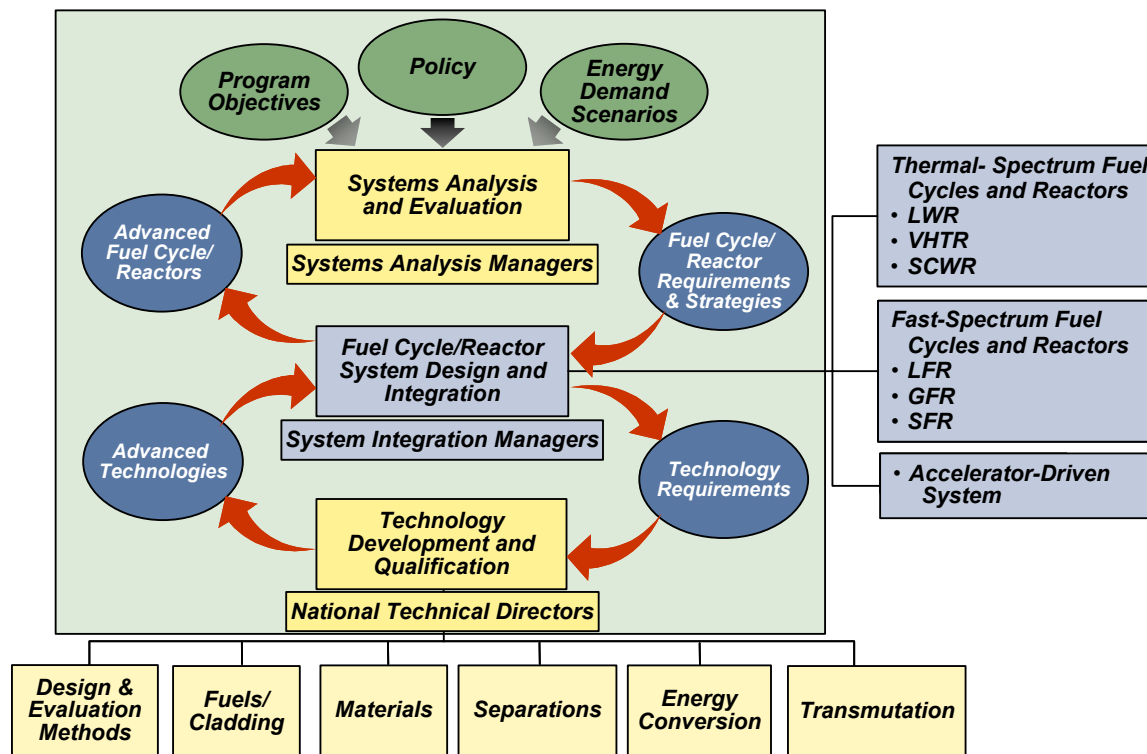 Program
Objectives
Policy
Energy
Demand
Scenarios
Systems Analysis
and Evaluation
Systems Analysis Managers
Advanced
Fuel Cycle/
Reactors
Fuel Cycle/
Reactor
Requirements
& Strategies
Fuel Cycle/Reactor
System Design and
Integration
System Integration Managers
Advanced
Technologies
Technology
Requirements
Technology
Development and
Qualification
National Technical Directors
Thermal- Spectrum Fuel
Cycles and Reactors
• LWR
• VHTR
• SCWR
Fast-Spectrum Fuel
Cycles and Reactors
• LFR
• GFR
• SFR
• Accelerator-Driven
System
Design &
Evaluation
Methods
Fuels/
Cladding
Materials
Separations
Energy
Conversion
Transmutation